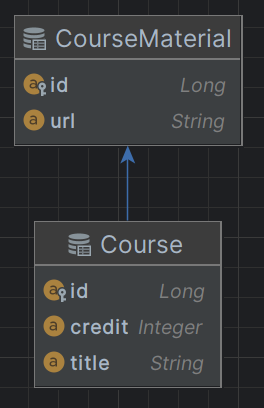 CourseMaterial
id Long
url String
Course
id Long
credit Integer
title String